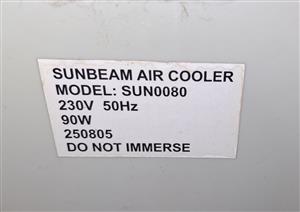 SUNBEAM AIR COOLER
MODEL: SUN0080
230V 50Hz
90W
250805
DO NOT IMMERSE